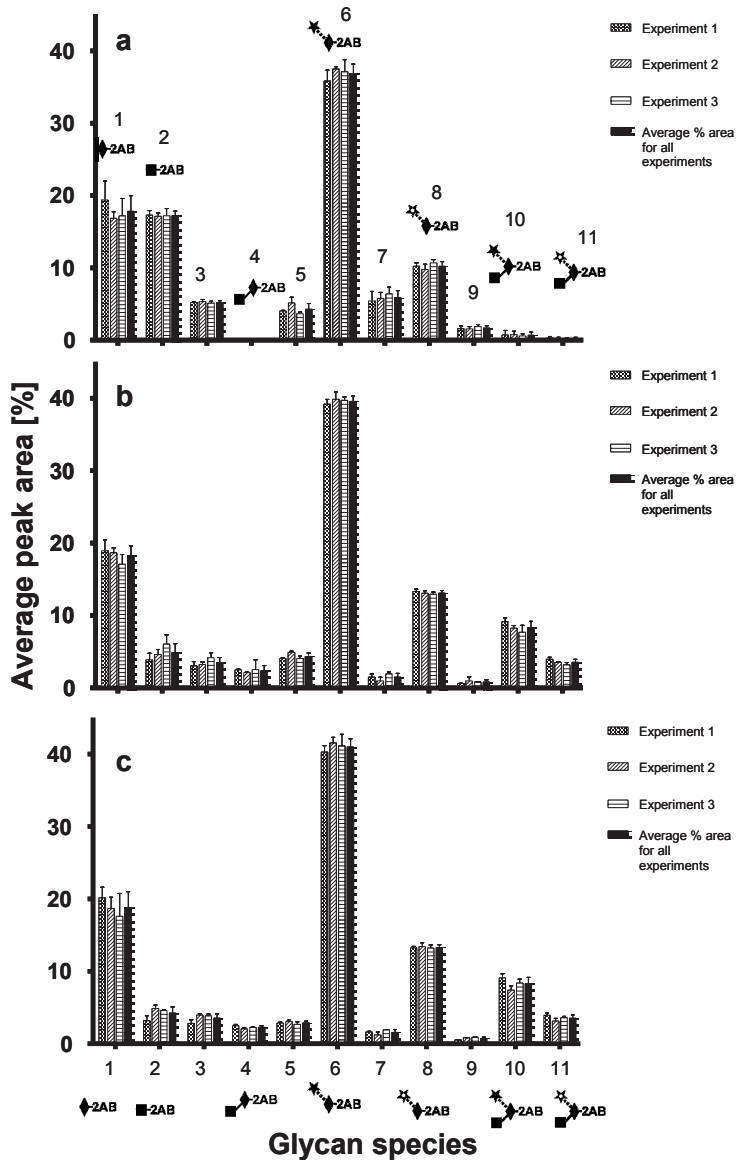 a
1
2AB
2
2AB
3
4
2AB
5
6
2AB
7
8
2AB
9
10
2AB
11
2AB
40
30
20
10
0
Experiment 1
Experiment 2
Experiment 3
Average % area
for all
experiments
b
40
30
20
10
0
Experiment 1
Experiment 2
Experiment 3
Average % area
for all
experiments
Average peak area [%]
c
40
30
20
10
0
Experiment 1
Experiment 2
Experiment 3
Average % area
for all
experiments
1 2 3 4 5 6 7 8 9 10 11
2AB 2AB 2AB 2AB 2AB 2AB 2AB
Glycan species